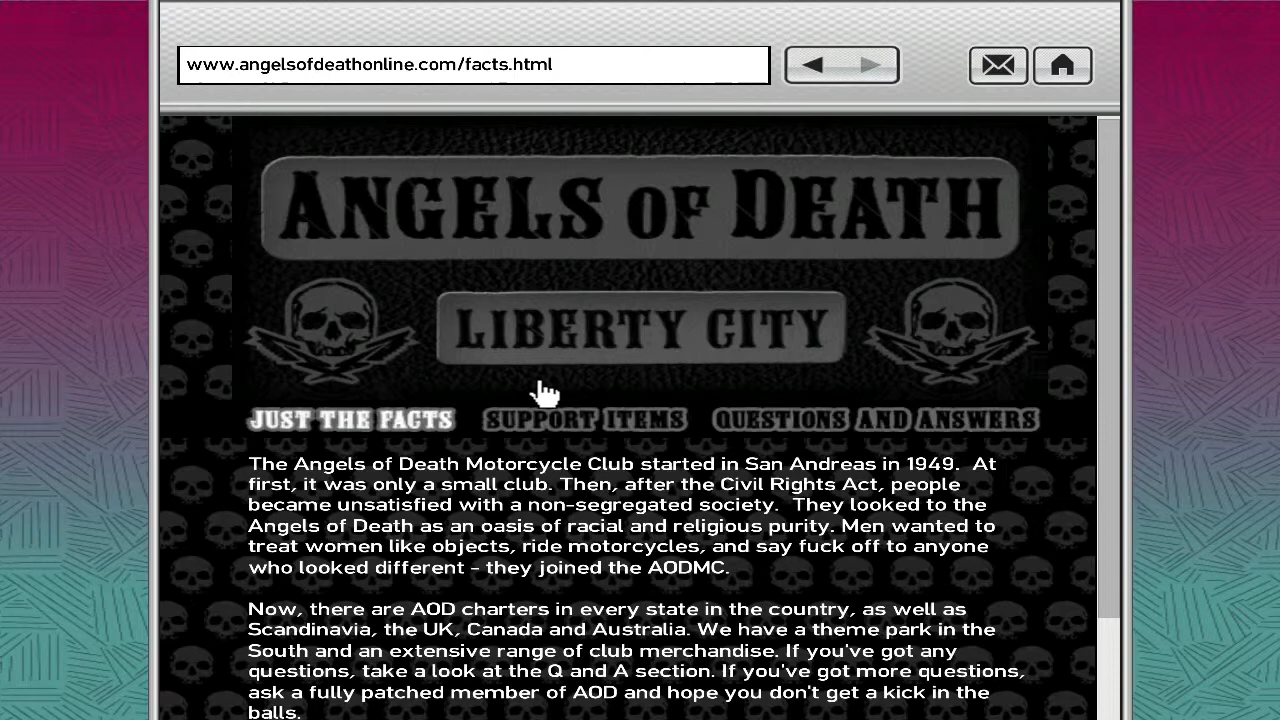 www.angelsofdeathonline.com/facts.html
ANGELS OF DEATH
LIBERTY CITY
JUST THE FACTS SUPPORT ITEMS QUESTIONS AND ANSWERS
The Angels of Death Motorcycle Club started in San Andreas in 1949.  At
first, it was only a small club. Then, after the Civil Rights Act, people
became unsatisfied with a non-segregated society.  They looked to the
Angels of Death as an oasis of racial and religious purity. Men wanted to
treat women like objects, ride motorcycles, and say fuck off to anyone
who looked different - they joined the AODMC.
Now, there are AOD charters in every state in the country, as well as
Scandinavia, the UK, Canada and Australia. We have a theme park in the
South and an extensive range of club merchandise. If you've got any
questions, take a look at the Q and A section. If you've got more questions,
ask a fully patched member of AOD and hope you don't get a kick in the
balls.